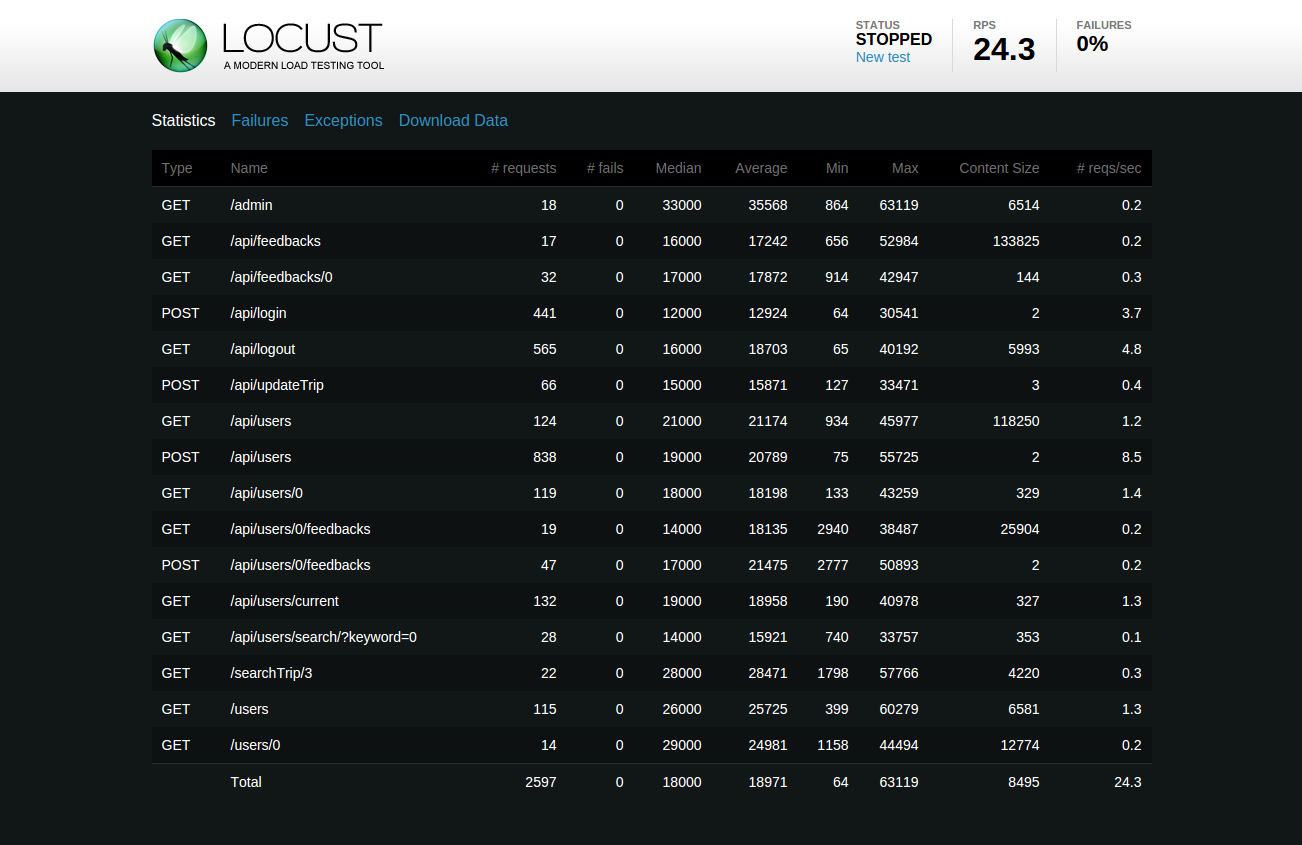 LOCUST
A MODERN LOAD TESTING TOOL
STATUS
STOPPED
New test
RPS
24.3
FAILURES
0%
Statistics Failures Exceptions Download Data
Type Name # requests # fails Median Average Min Max Content Size # reqs/sec
GET /admin 18 0 33000 35568 864 63119 6514 0.2
GET /api/feedbacks 17 0 16000 17242 656 52984 133825 0.2
GET /api/feedbacks/0 32 0 17000 17872 914 42947 144 0.3
POST /api/login 441 0 12000 12924 64 30541 2 3.7
GET /api/logout 565 0 16000 18703 65 40192 5993 4.8
POST /api/updateTrip 66 0 15000 15871 127 33471 3 0.4
GET /api/users 124 0 21000 21174 934 45977 118250 1.2
POST /api/users 838 0 19000 20789 75 55725 2 8.5
GET /api/users/0 119 0 18000 18198 133 43259 329 1.4
GET /api/users/0/feedbacks 19 0 14000 18135 2940 38487 25904 0.2
POST /api/users/0/feedbacks 47 0 17000 21475 2777 50893 2 0.2
GET /api/users/current 132 0 19000 18958 190 40978 327 1.3
GET /api/users/search/?keyword=0 28 0 14000 15921 740 33757 353 0.1
GET /searchTrip/3 22 0 28000 28471 1798 57766 4220 0.3
GET /users 115 0 26000 25725 399 60279 6581 1.3
GET /users/0 14 0 29000 24981 1158 44494 12774 0.2
Total 2597 0 18000 18971 64 63119 8495 24.3